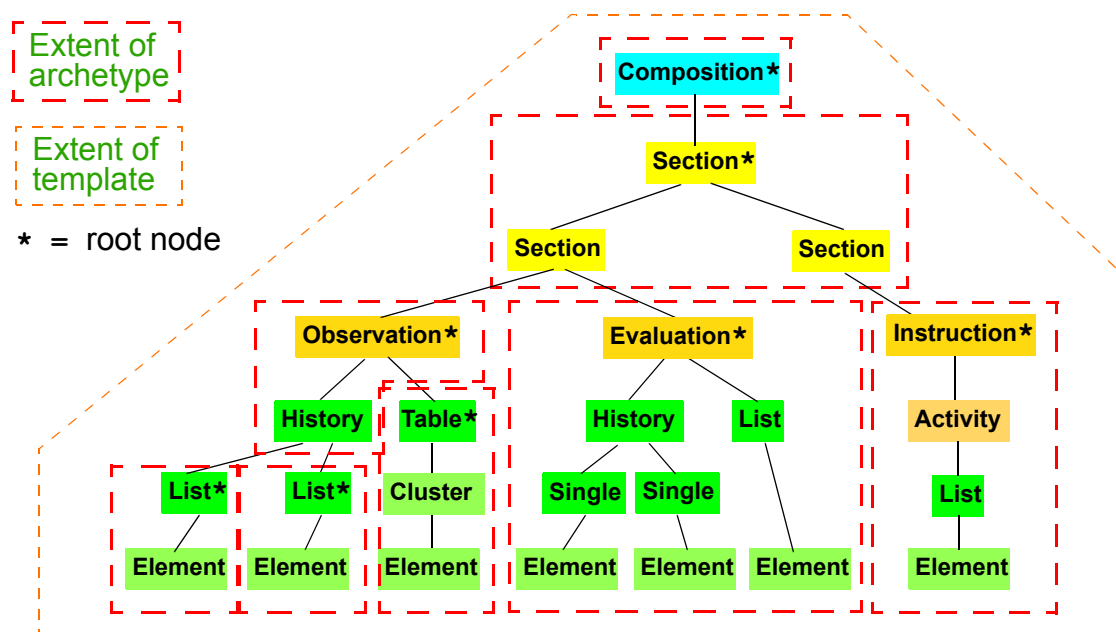 Extent of
archetype
Extent of
template
* = root node
Composition*
Section*
Section
Section
Observation*
Evaluation*
Instruction*
History
Table*
History
List
Activity
List*
List*
Cluster
Single
Single
List
Element
Element
Element
Element
Element
Element
Element